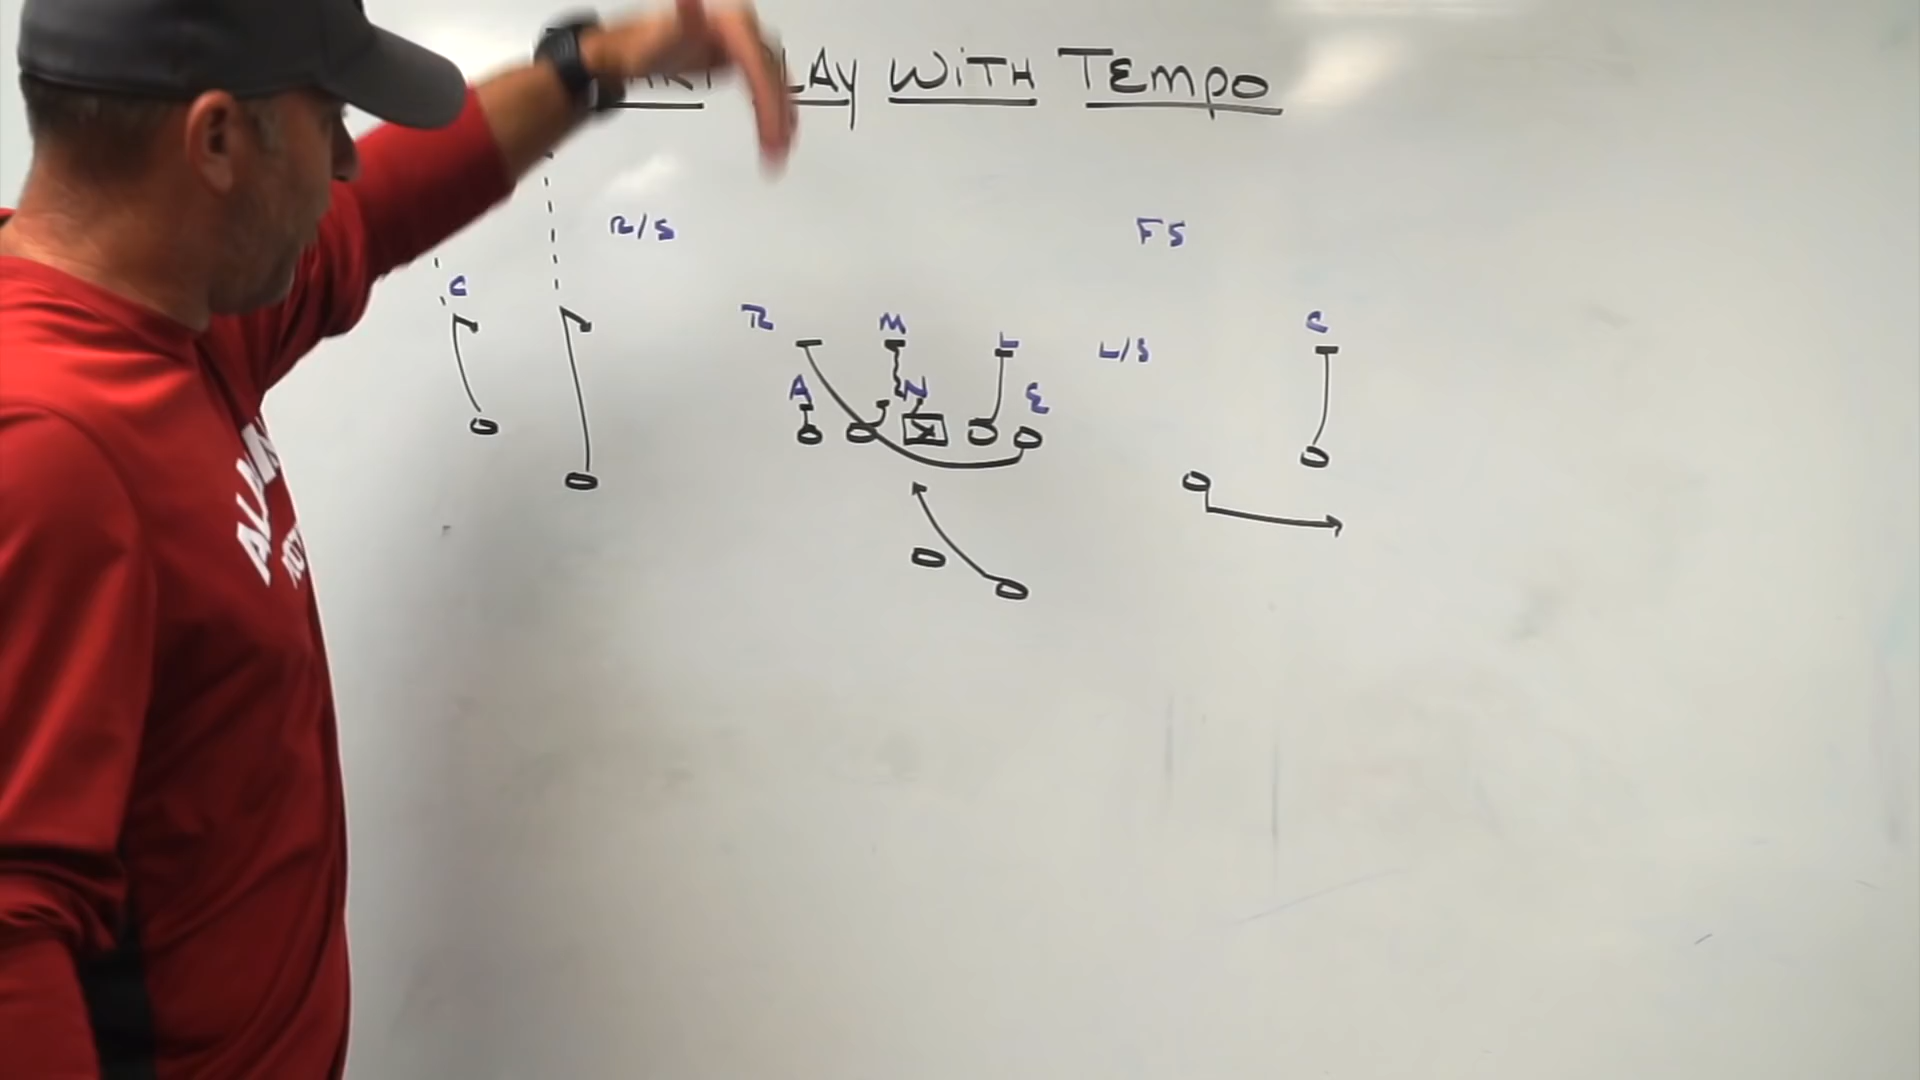 LAY WITH TEMPO
R/S FS
C
R M L L/S C
A N E
X